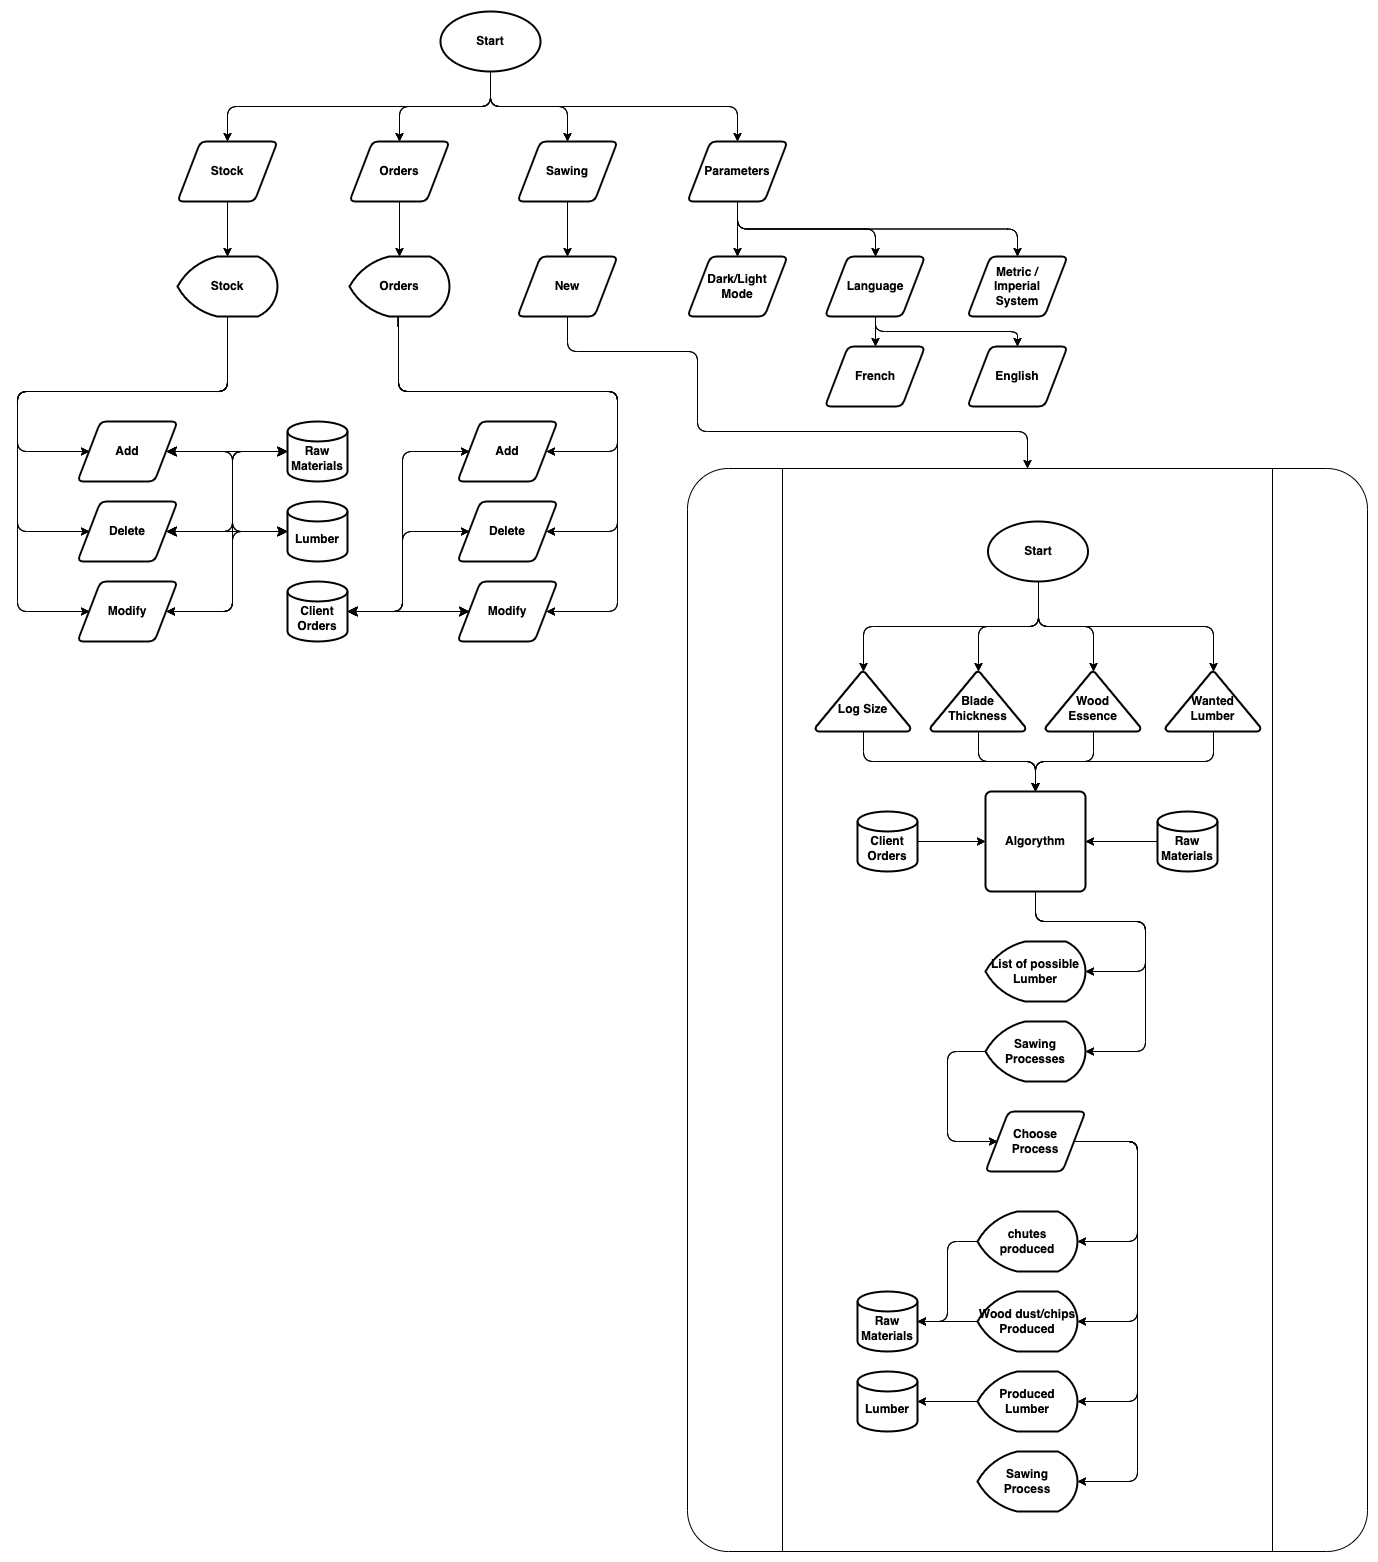 Start
Stock
Orders
Sawing
Parameters
Stock
Orders
New
Dark/Light
Mode
Language
Metric /
Imperial
System
French
English
Add
Raw
Materials
Add
Delete
Lumber
Delete
Modify
Client
Orders
Modify
Start
Log Size
Blade
Thickness
Wood
Essence
Wanted
Lumber
Client
Orders
Algorythm
Raw
Materials
List of possible
Lumber
Sawing
Processes
Choose
Process
chutes
produced
Raw
Materials
Wood dust/chips
Produced
Lumber
Produced
Lumber
Sawing
Process